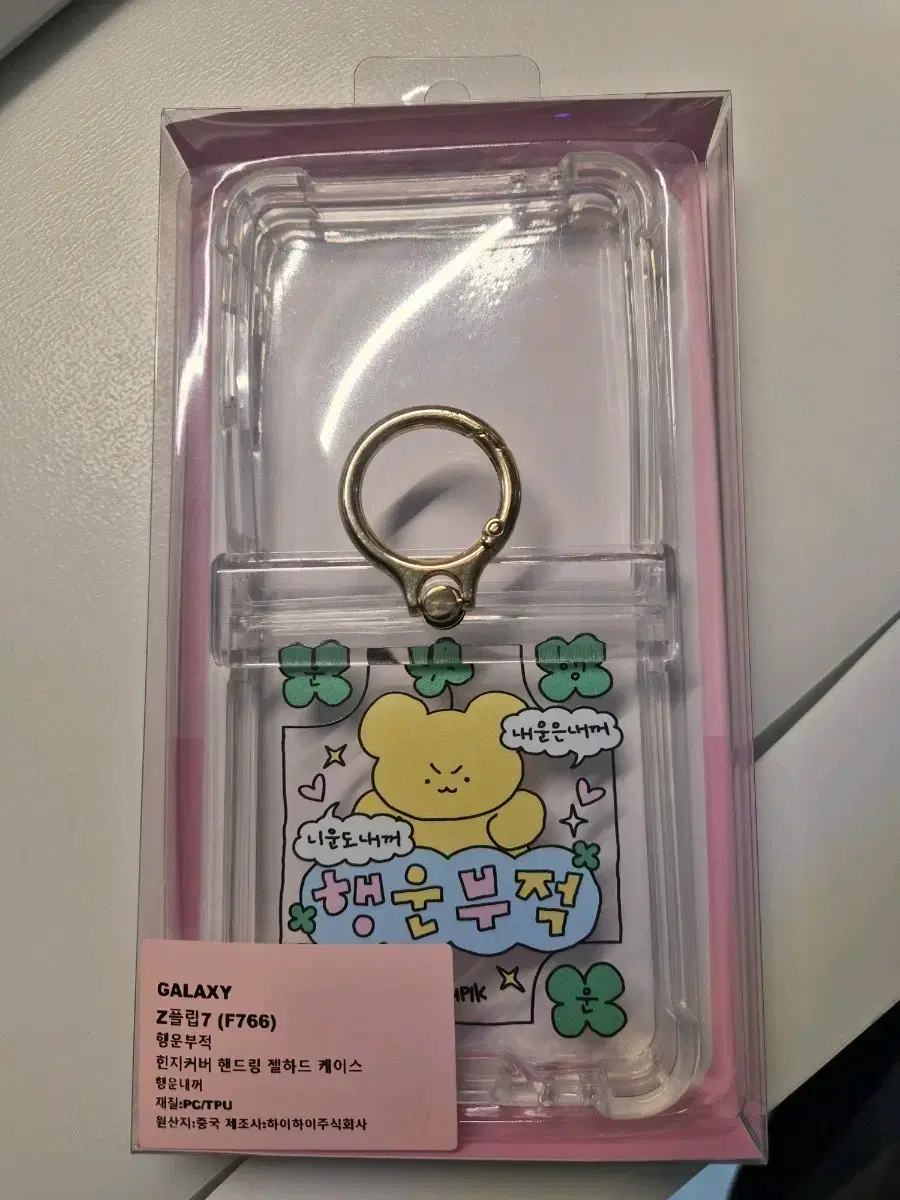 운
행
내운은내꺼
니운도내꺼
행운부적
운
GALAXY
Z플립7 (F766)
행운부적
힌지커버 핸드링 젤하드 케이스
행운내꺼
재질:PC/TPU
원산지:중국 제조사:하이하이주식회사